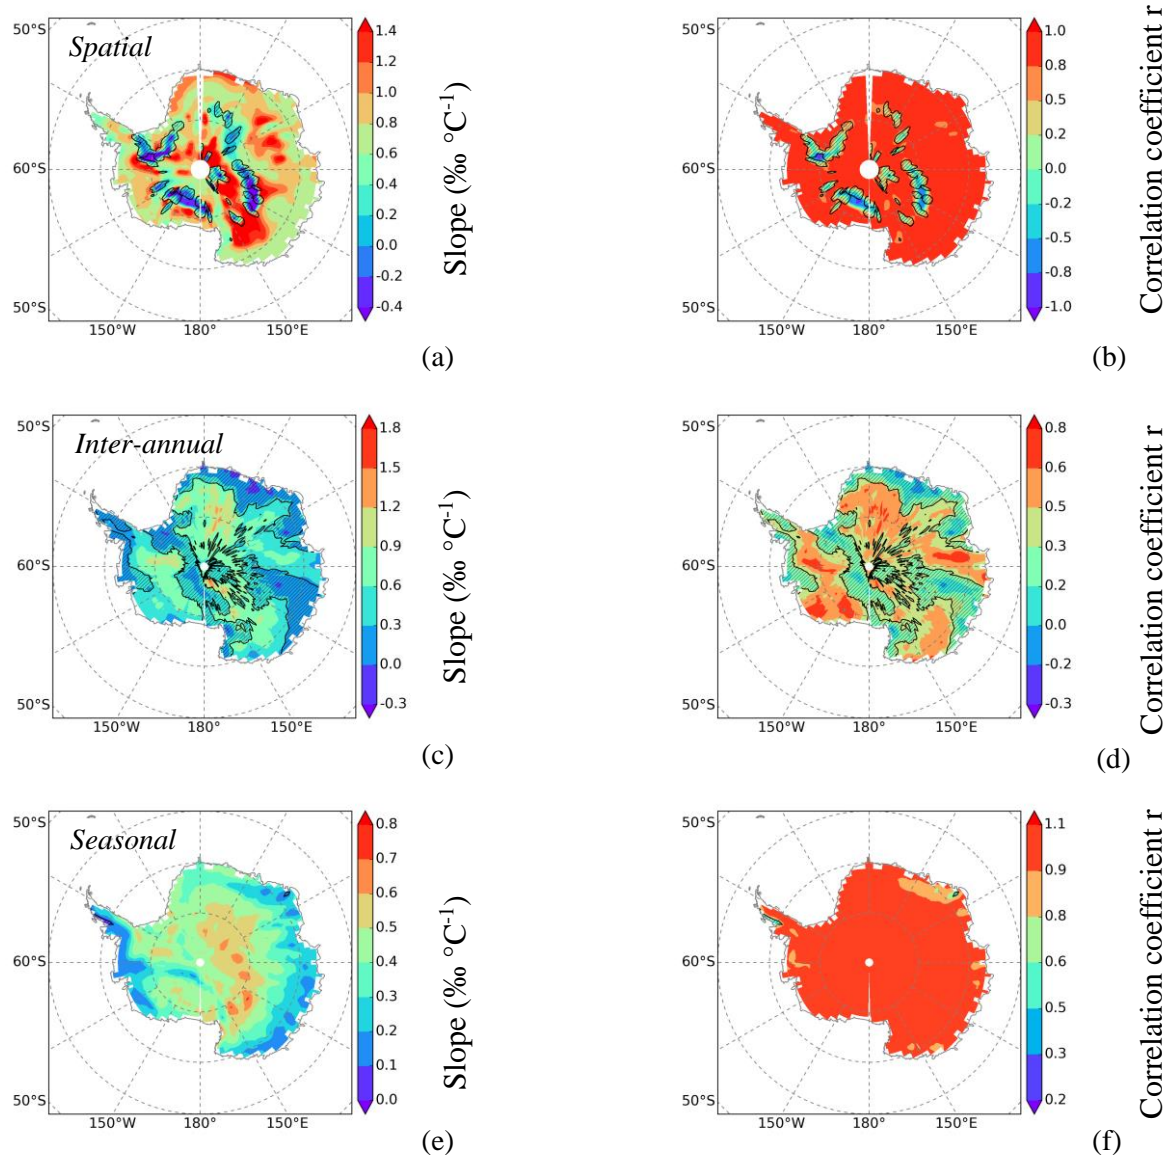 50°S
Spatial
60°S
50°S
150°W 180° 150°E
1.4
1.2
1.0
0.8
0.6
0.4
0.2
0.0
-0.2
-0.4
Slope (‰ °C-1)
(a)
50°S
60°S
50°S
150°W 180° 150°E
1.0
0.8
0.5
0.2
0.0
-0.2
-0.5
-0.8
-1.0
Correlation coefficient r
(b)
50°S
Inter-annual
60°S
50°S
150°W 180° 150°E
1.8
1.5
1.2
0.9
0.6
0.3
0.0
-0.3
Slope (‰ °C-1)
(c)
50°S
60°S
50°S
150°W 180° 150°E
0.8
0.6
0.5
0.3
0.2
0.0
-0.2
-0.3
Correlation coefficient r
(d)
50°S
Seasonal
60°S
50°S
150°W 180° 150°E
0.8
0.7
0.6
0.5
0.4
0.3
0.2
0.1
0.0
Slope (‰ °C-1)
(e)
50°S
60°S
50°S
150°W 180° 150°E
1.1
0.9
0.8
0.6
0.5
0.3
0.2
Correlation coefficient r
(f)